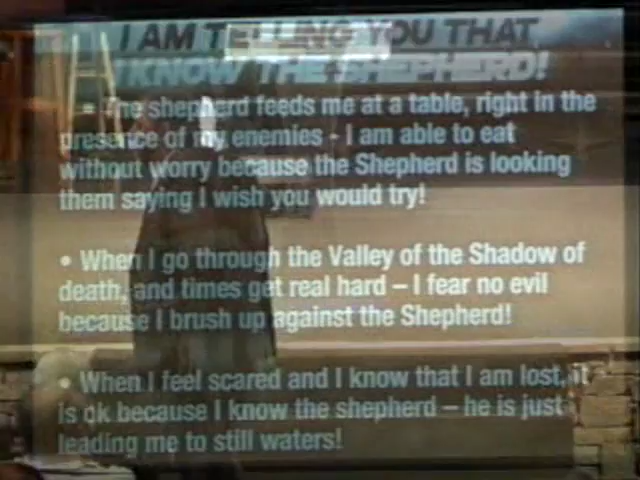 I AM TELLING YOU THAT
I KNOW THE SHEPHERD!
• The shepherd feeds me at a table, right in the
presence of my enemies - I am able to eat
without worry because the Shepherd is looking
them saying I wish you would try!
• When I go through the Valley of the Shadow of
death, and times get real hard – I fear no evil
because I brush up against the Shepherd!
• When I feel scared and I know that I am lost, it
is ok because I know the shepherd – he is just
leading me to still waters!